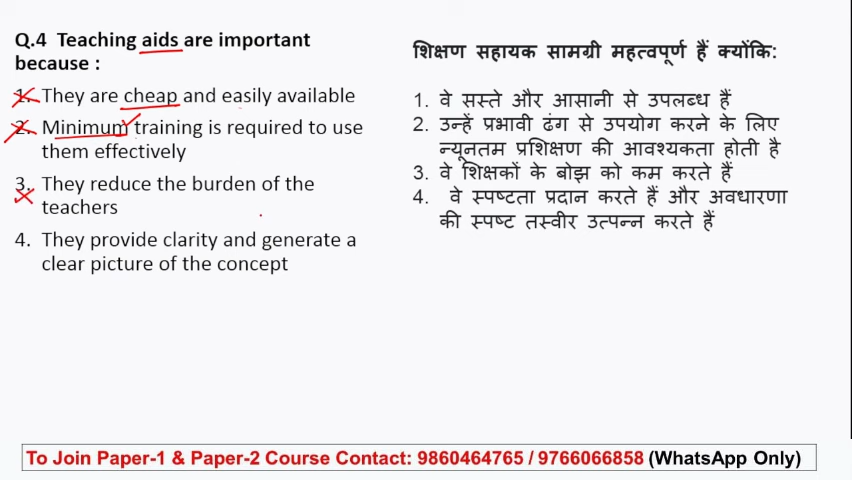 Q.4 Teaching aids are important
because :
1. They are cheap and easily available
2. Minimum training is required to use
them effectively
3. They reduce the burden of the
teachers
4. They provide clarity and generate a
clear picture of the concept
शिक्षण सहायक सामग्री महत्वपूर्ण हैं क्योंकि:
1. वे सस्ते और आसानी से उपलब्ध हैं
2. उन्हें प्रभावी ढंग से उपयोग करने के लिए
न्यूनतम प्रशिक्षण की आवश्यकता होती है
3. वे शिक्षकों के बोझ को कम करते हैं
4. वे स्पष्टता प्रदान करते हैं और अवधारणा
की स्पष्ट तस्वीर उत्पन्न करते हैं
To Join Paper-1 & Paper-2 Course Contact: 9860464765 / 9766066858 (WhatsApp Only)